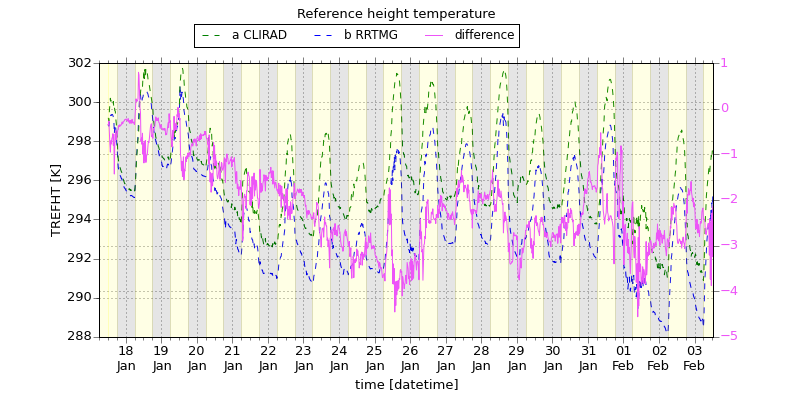 Reference height temperature
a CLIRAD b RRTMG difference
302
300
298
296
294
292
290
288
TREFHT [K]
1
0
−1
−2
−3
−4
−5
18 19 20 21 22 23 24 25 26 27 28 29 30 31 01 02 03
Jan Jan Jan Jan Jan Jan Jan Jan Jan Jan Jan Jan Jan Jan Feb Feb Feb
time [datetime]